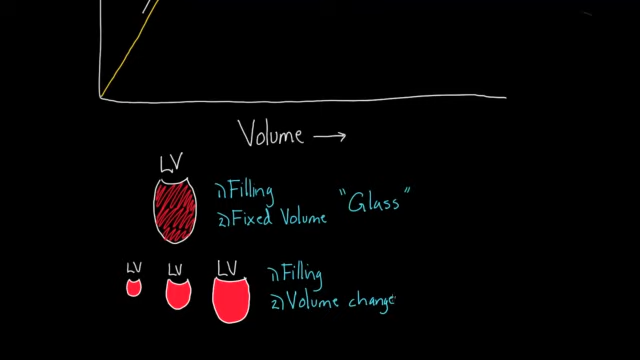 Volume →
LV
1) Filling
2) Fixed Volume
"Glass"
LV LV LV
1) Filling
2) Volume change